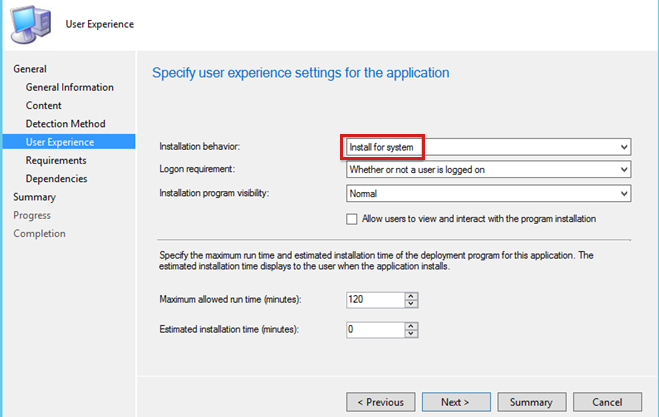 User Experience
General
General Information
Content
Detection Method
User Experience
Requirements
Dependencies
Summary
Progress
Completion
Specify user experience settings for the application
Installation behavior: Install for system
Logon requirement: Whether or not a user is logged on
Installation program visibility: Normal
Allow users to view and interact with the program installation
Specify the maximum run time and estimated installation time of the deployment program for this application. The
estimated installation time displays to the user when the application installs.
Maximum allowed run time (minutes): 120
Estimated installation time (minutes): 0
< Previous Next > Summary Cancel